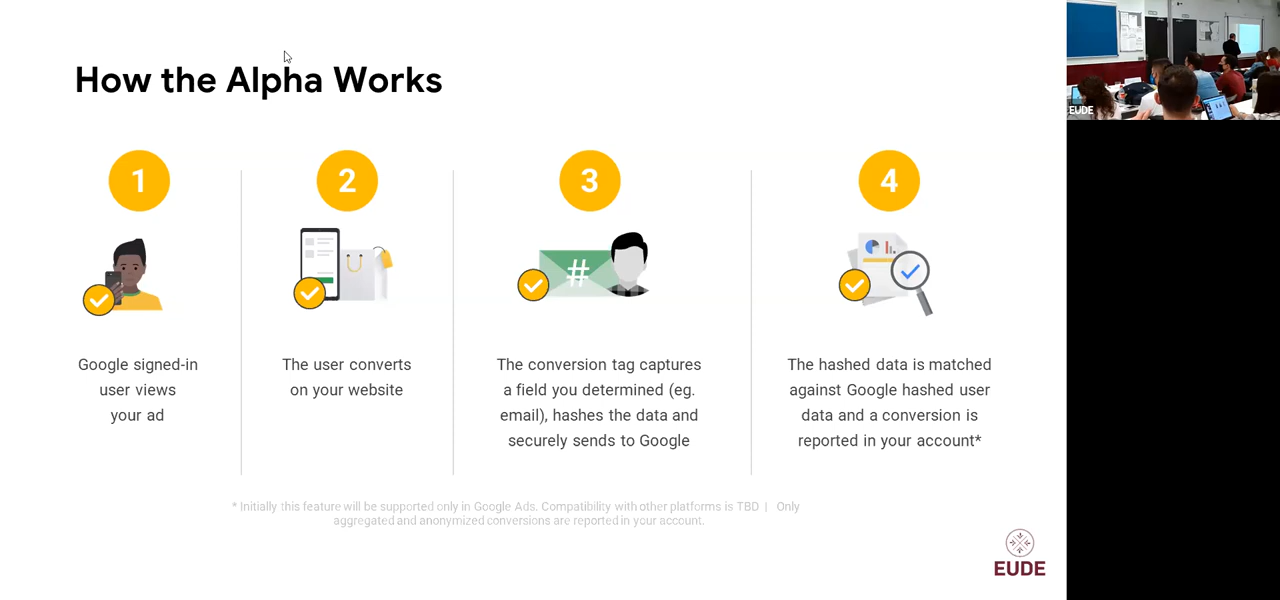 How the Alpha Works
1
2
3
4
#
Google signed-in
user views
your ad
The user converts
on your website
The conversion tag captures
a field you determined (eg.
email), hashes the data and
securely sends to Google
The hashed data is matched
against Google hashed user
data and a conversion is
reported in your account*
* Initially this feature will be supported only in Google Ads. Compatibility with other platforms is TBD | Only
aggregated and anonymized conversions are reported in your account.
EUDE
EUDE